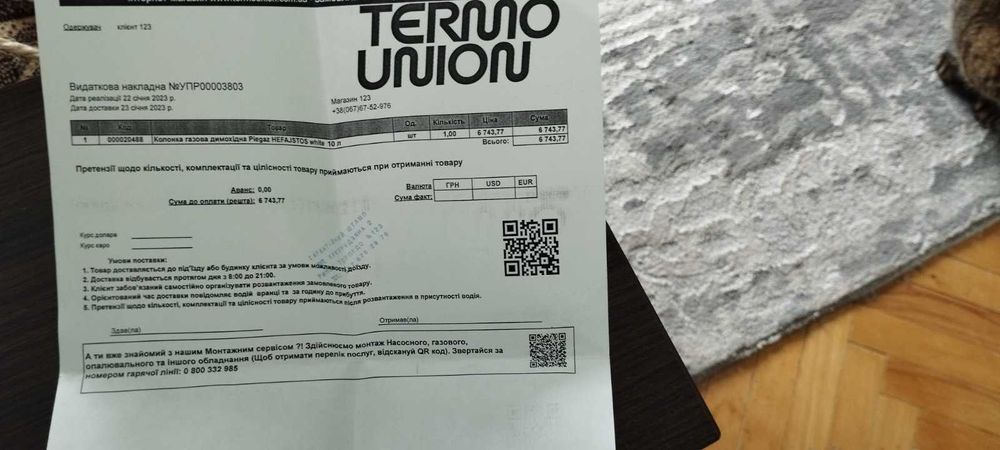 TERMO
UNION
Одержувач клієнт 123
Видаткова накладна №УПР00003803
Дата реалізації 22 січня 2023 р.
Дата доставки 23 січня 2023 р.
Магазин 123
+38(067)67-52-976
№ Код Товар Од. Кількість Ціна Сума
1 000020488 Колонка газова димохідна Piegaz HEFAJSTOS white 10 л шт 1,00 6 743,77 6 743,77
Всього: 6 743,77
Претензії щодо кількості, комплектації та цілісності товару приймаються при отриманні товару
Аванс: 0,00
Сума до оплати (решта): 6 743,77
Валюта ГРН USD EUR
Сума факт:
Курс долара
Курс євро
Умови поставки:
1. Товар доставляється до під'їзду або будинку клієнта за умови можливості доїзду.
2. Доставка відбувається протягом дня з 8:00 до 21:00.
3. Клієнт забов'язаний самостійно організувати розвантаження замовленого товару.
4. Орієнтований час доставки повідомляє водій вранці та за годину до прибуття.
5. Претензії щодо кількості, комплектації та цілісності товару приймаються після розвантаження в присутності водія.
Здав(ла) Отримав(ла)
А ти вже знайомий з нашим Монтажним сервісом ?! Здійснюємо монтаж Насосного, газового,
опалювального та іншого обладнання (Щоб отримати перелік послуг, відскануй QR код). Звертайся за
номером гарячої лінії: 0 800 332 985